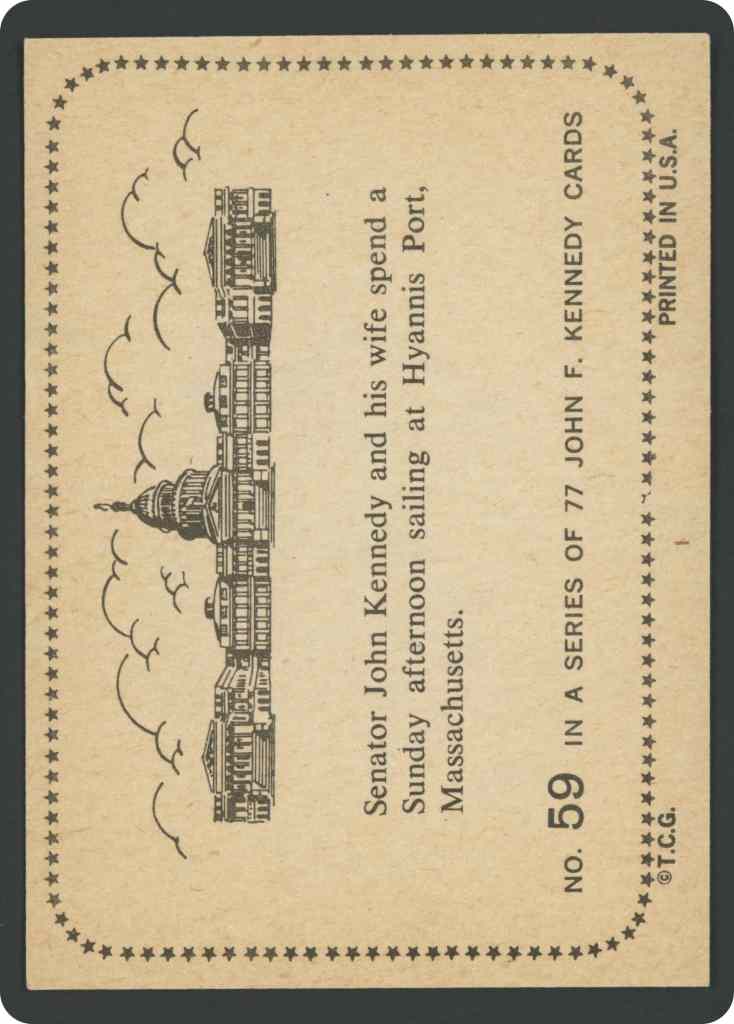 Senator John Kennedy and his wife spend a
Sunday afternoon sailing at Hyannis Port,
Massachusetts.
NO. 59 IN A SERIES OF 77 JOHN F. KENNEDY CARDS
©T.C.G. PRINTED IN U.S.A.